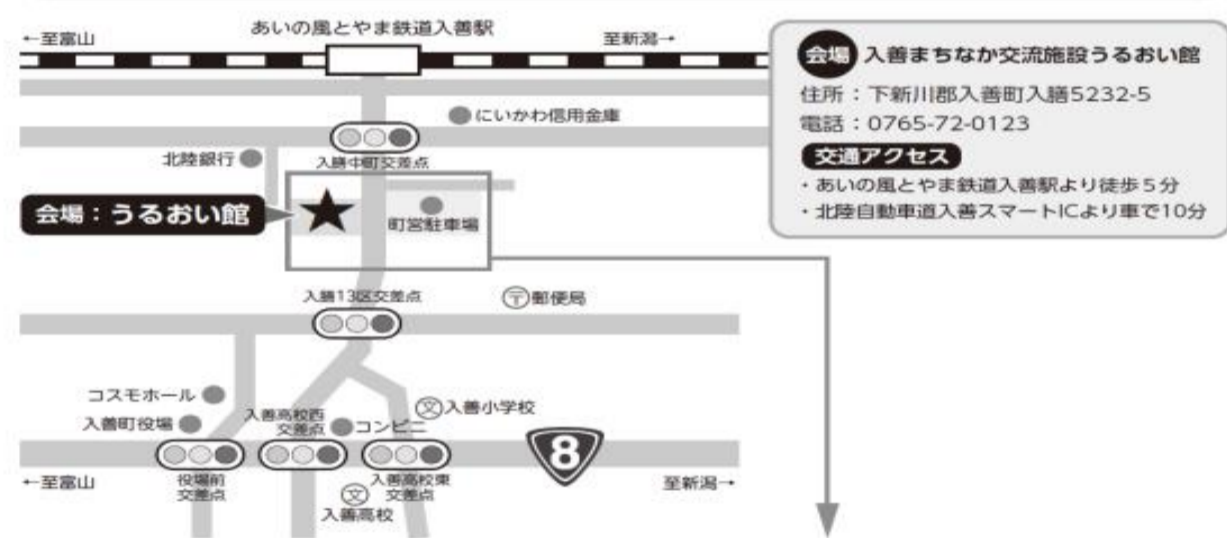 あいの風とやま鉄道入善駅
←至富山
至新潟→
会場 入善まちなか交流施設うるおい館
住所:下新川郡入善町入膳5232-5
電話:0765-72-0123
交通アクセス
・あいの風とやま鉄道入善駅より徒歩5分
・北陸自動車道入善スマートICより車で10分
にいかわ信用金庫
北陸銀行
入膳中町交差点
会場:うるおい館
町営駐車場
入膳13区交差点
〒郵便局
コスモホール
入善町役場
入善高校西
交差点
コンビニ
文 入善小学校
8
←至富山
役場前
交差点
入善高校東
交差点
至新潟→
文
入善高校